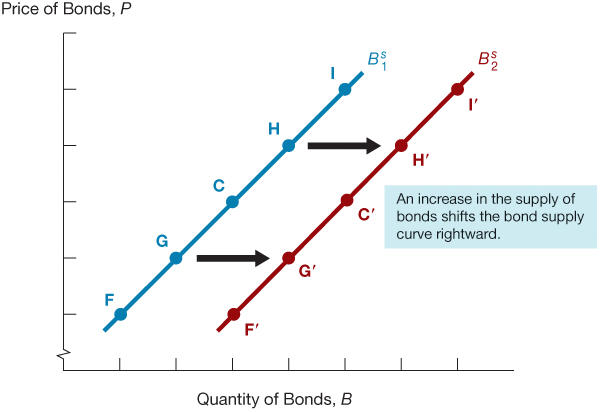 Price of Bonds, P
B₁ˢ
B₂ˢ
I
I′
H
H′
An increase in the supply of
bonds shifts the bond supply
curve rightward.
C
C′
G
G′
F
F′
Quantity of Bonds, B